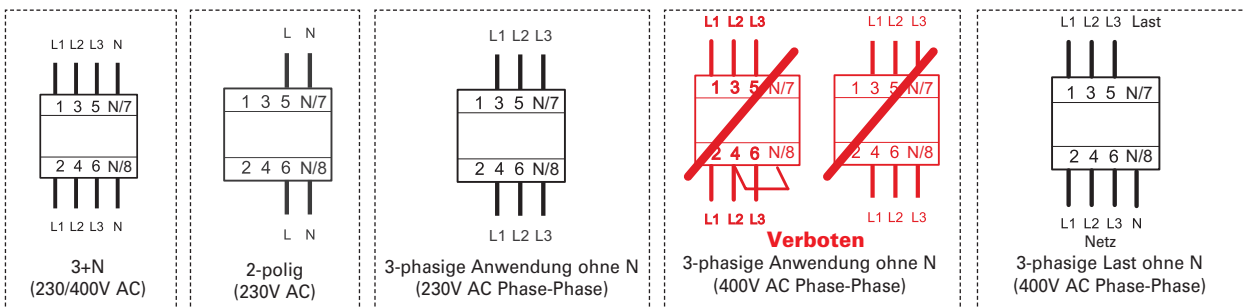 L1 L2 L3 N
1 3 5 N/7
2 4 6 N/8
L1 L2 L3 N
3+N
(230/400V AC)
L N
1 3 5 N/7
2 4 6 N/8
L N
2-polig
(230V AC)
L1 L2 L3
1 3 5 N/7
2 4 6 N/8
L1 L2 L3
3-phasige Anwendung ohne N
(230V AC Phase-Phase)
L1 L2 L3
1 3 5 N/7
2 4 6 N/8
L1 L2 L3
L1 L2 L3
1 3 5 N/7
2 4 6 N/8
L1 L2 L3
Verboten
3-phasige Anwendung ohne N
(400V AC Phase-Phase)
L1 L2 L3 Last
1 3 5 N/7
2 4 6 N/8
L1 L2 L3 N
Netz
3-phasige Last ohne N
(400V AC Phase-Phase)